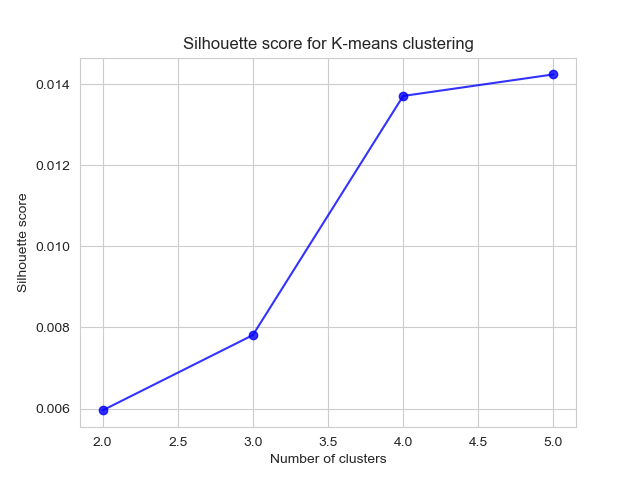 Silhouette score for K-means clustering
0.014
0.012
0.010
0.008
0.006
Silhouette score
2.0 2.5 3.0 3.5 4.0 4.5 5.0
Number of clusters